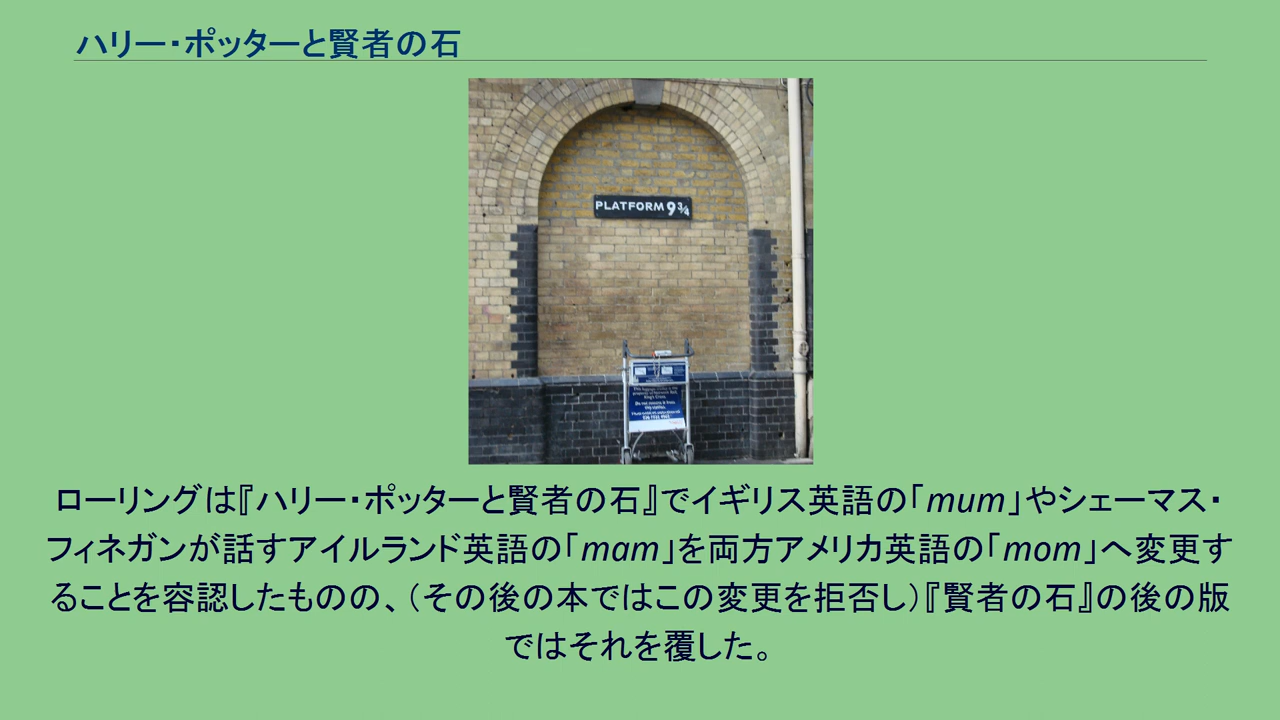 ハリー・ポッターと賢者の石
PLATFORM 9¾
ローリングは『ハリー・ポッターと賢者の石』でイギリス英語の「mum」やシェーマス・
フィネガンが話すアイルランド英語の「mam」を両方アメリカ英語の「mom」へ変更す
ることを容認したものの、（その後の本ではこの変更を拒否し）『賢者の石』の後の版
ではそれを覆した。